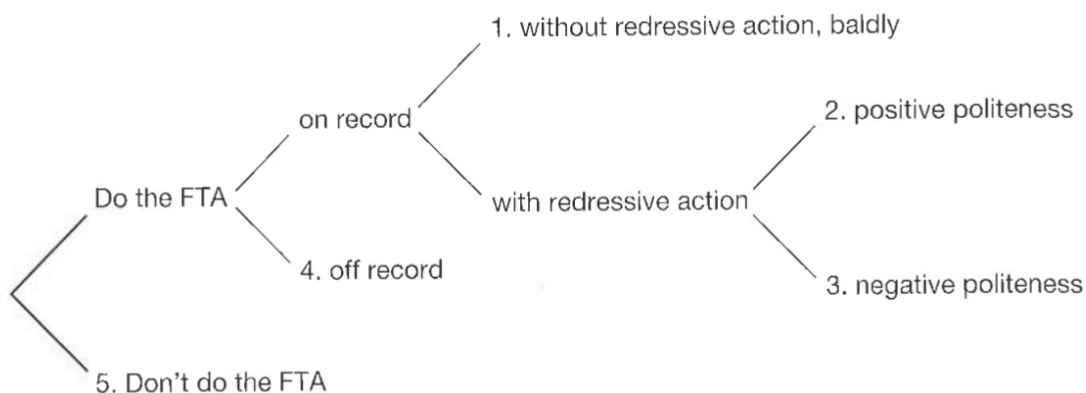 1. without redressive action, baldly
on record
2. positive politeness
Do the FTA
with redressive action
4. off record
3. negative politeness
5. Don't do the FTA